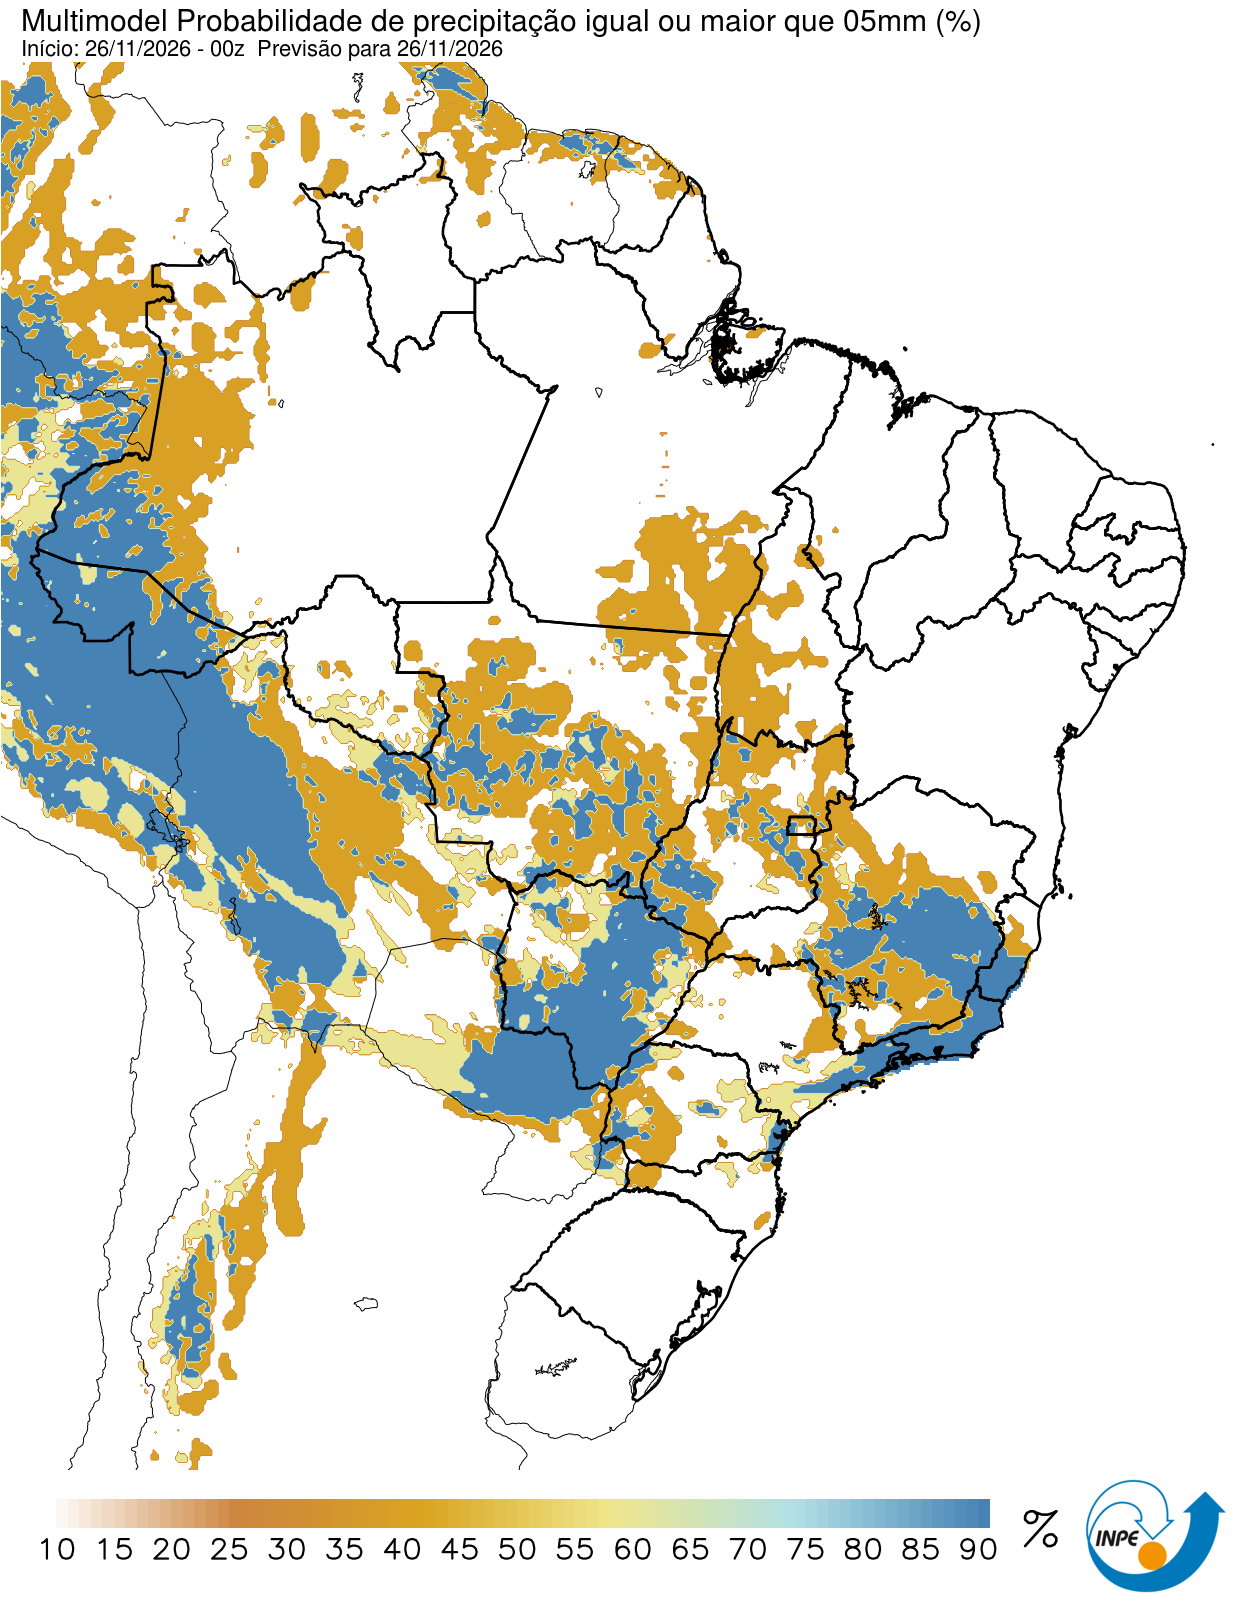 Multimodel Probabilidade de precipitação igual ou maior que 05mm (%)
Início: 26/11/2026 - 00z  Previsão para 26/11/2026
10 15 20 25 30 35 40 45 50 55 60 65 70 75 80 85 90 %
INPE